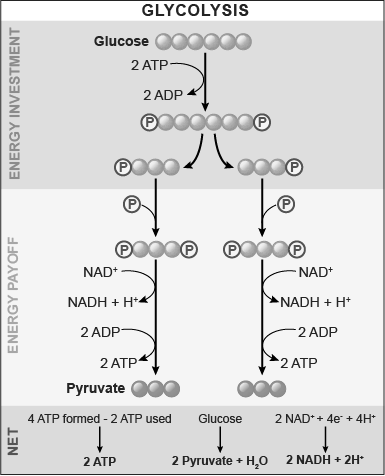 GLYCOLYSIS
ENERGY INVESTMENT
Glucose
2 ATP
2 ADP
P P
P P
ENERGY PAYOFF
P P
P P P P
NAD⁺ NAD⁺
NADH + H⁺ NADH + H⁺
2 ADP 2 ADP
2 ATP 2 ATP
Pyruvate
NET
4 ATP formed - 2 ATP used Glucose 2 NAD⁺ + 4e⁻ + 4H⁺
2 ATP 2 Pyruvate + H₂O 2 NADH + 2H⁺